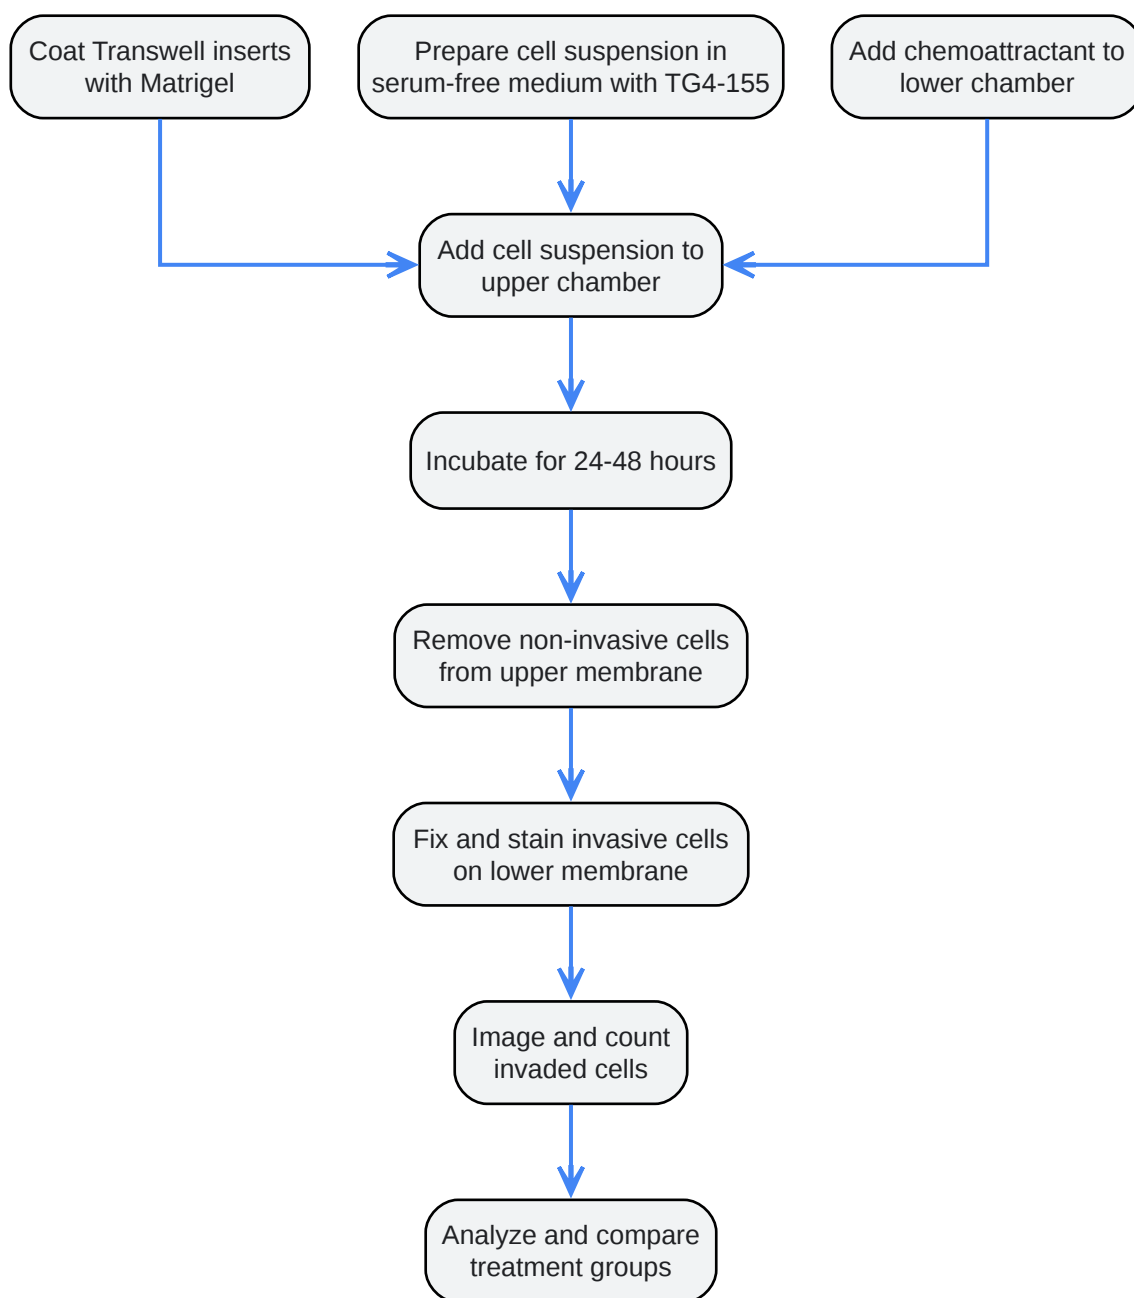 Coat Transwell inserts
with Matrigel
Prepare cell suspension in
serum-free medium with TG4-155
Add chemoattractant to
lower chamber
Add cell suspension to
upper chamber
Incubate for 24-48 hours
Remove non-invasive cells
from upper membrane
Fix and stain invasive cells
on lower membrane
Image and count
invaded cells
Analyze and compare
treatment groups